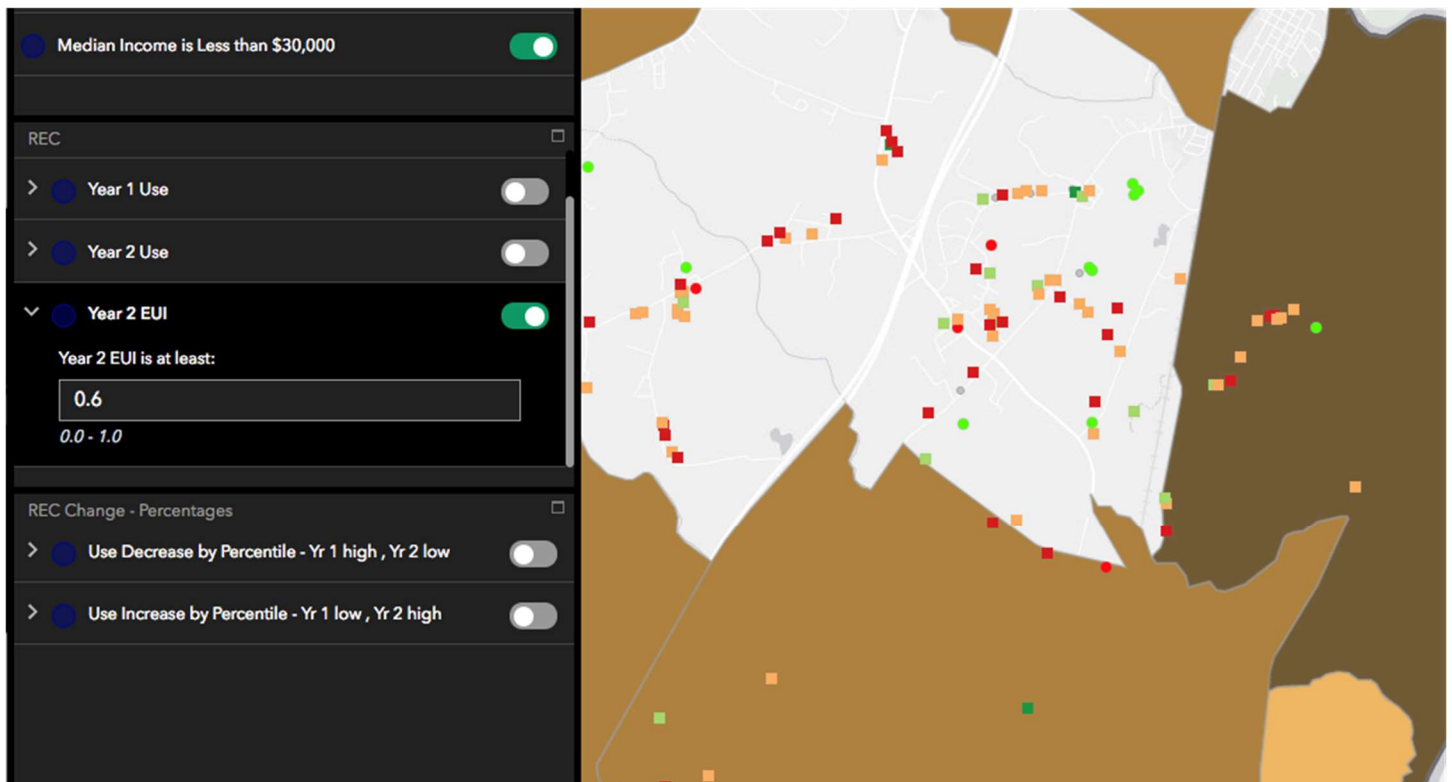 Median Income is Less than $30,000
REC
Year 1 Use
Year 2 Use
Year 2 EUI
Year 2 EUI is at least:
0.6
0.0 - 1.0
REC Change - Percentages
Use Decrease by Percentile - Yr 1 high , Yr 2 low
Use Increase by Percentile - Yr 1 low , Yr 2 high